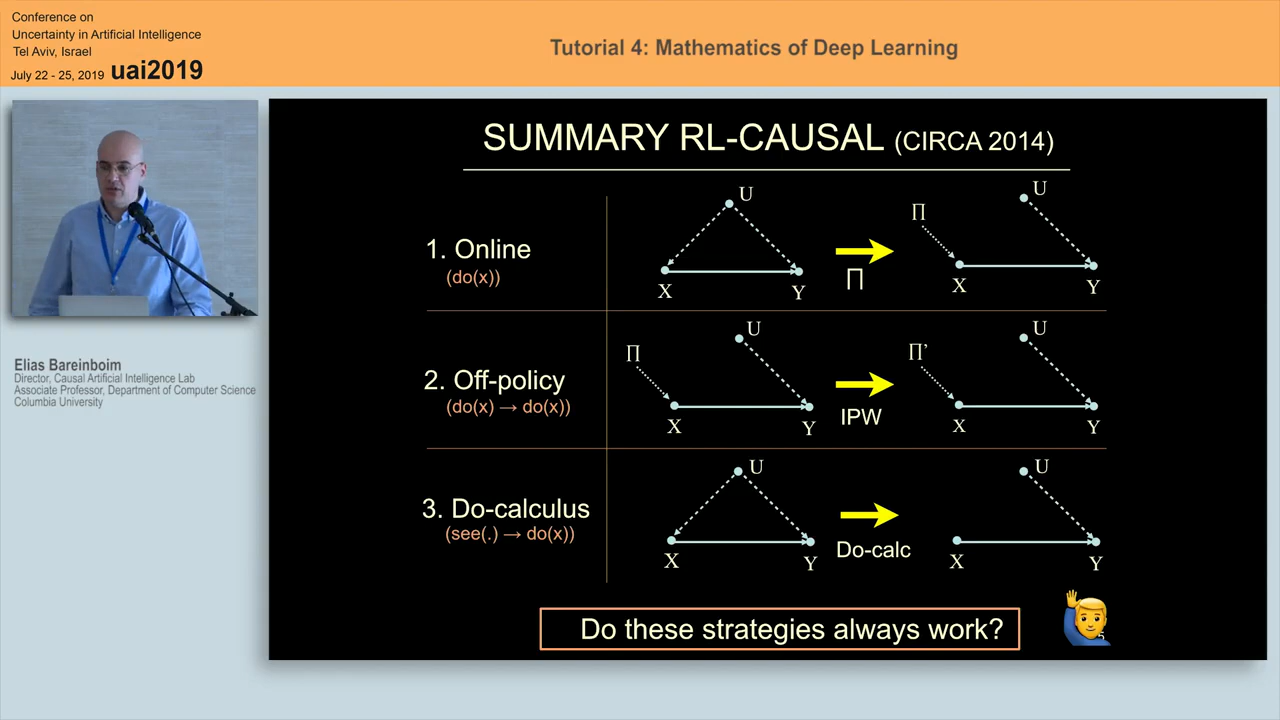 Conference on
Uncertainty in Artificial Intelligence
Tel Aviv, Israel
July 22 - 25, 2019 uai2019
Tutorial 4: Mathematics of Deep Learning
Elias Bareinboim
Director, Causal Artificial Intelligence Lab
Associate Professor, Department of Computer Science
Columbia University
SUMMARY RL-CAUSAL (CIRCA 2014)
1. Online
(do(x))
U
X
Y
∏
∏
U
X
Y
2. Off-policy
(do(x) → do(x))
∏
U
X
Y
IPW
∏’
U
X
Y
3. Do-calculus
(see(.) → do(x))
U
X
Y
Do-calc
U
X
Y
Do these strategies always work?